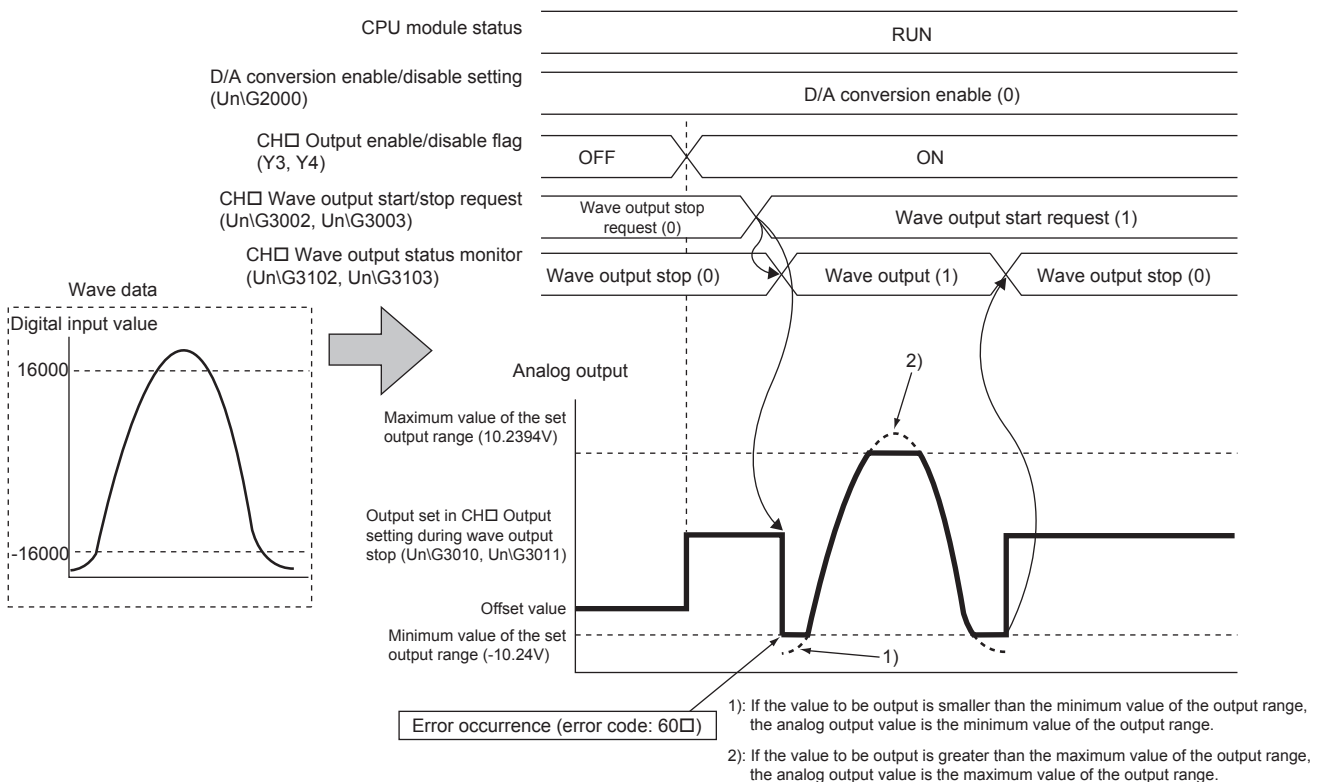 CPU module status
RUN
D/A conversion enable/disable setting
(Un\G2000)
D/A conversion enable (0)
CH□ Output enable/disable flag
(Y3, Y4)
OFF
ON
CH□ Wave output start/stop request
(Un\G3002, Un\G3003)
Wave output stop
request (0)
Wave output start request (1)
CH□ Wave output status monitor
(Un\G3102, Un\G3103)
Wave output stop (0)
Wave output (1)
Wave output stop (0)
Wave data
Digital input value
16000
-16000
Analog output
2)
Maximum value of the set
output range (10.2394V)
Output set in CH□ Output
setting during wave output
stop (Un\G3010, Un\G3011)
Offset value
Minimum value of the set
output range (-10.24V)
1)
Error occurrence (error code: 60□)
1): If the value to be output is smaller than the minimum value of the output range,
the analog output value is the minimum value of the output range.
2): If the value to be output is greater than the maximum value of the output range,
the analog output value is the maximum value of the output range.